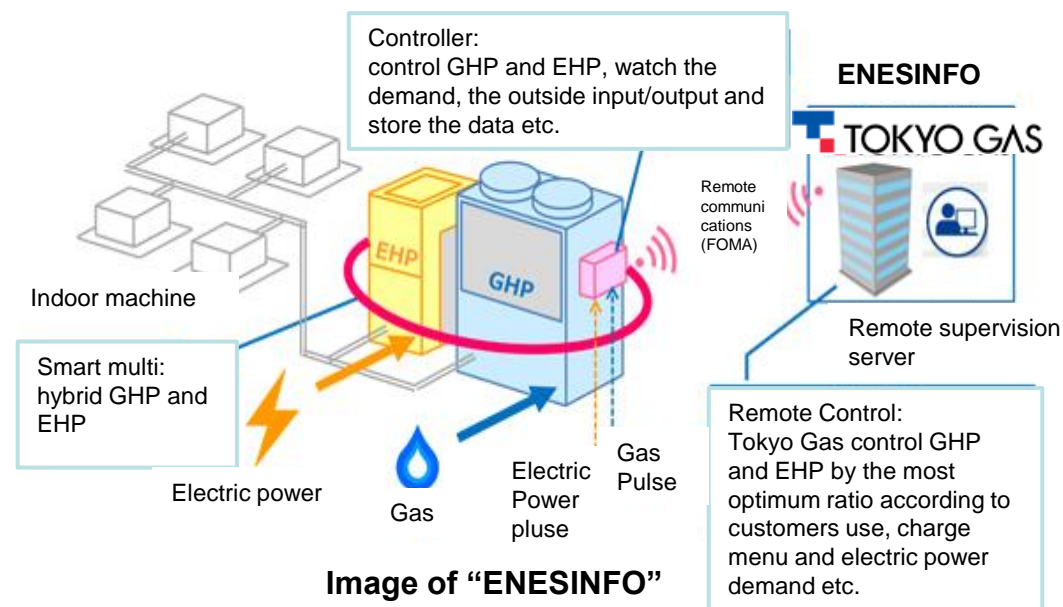 Controller:
control GHP and EHP, watch the
demand, the outside input/output and
store the data etc.
ENESINFO
TOKYO GAS
Remote
communi
cations
(FOMA)
EHP
GHP
Indoor machine
Smart multi:
hybrid GHP and
EHP
Remote supervision
server
Electric power
Gas
Electric
Power
pluse
Gas
Pulse
Remote Control:
Tokyo Gas control GHP
and EHP by the most
optimum ratio according to
customers use, charge
menu and electric power
demand etc.
Image of “ENESINFO”